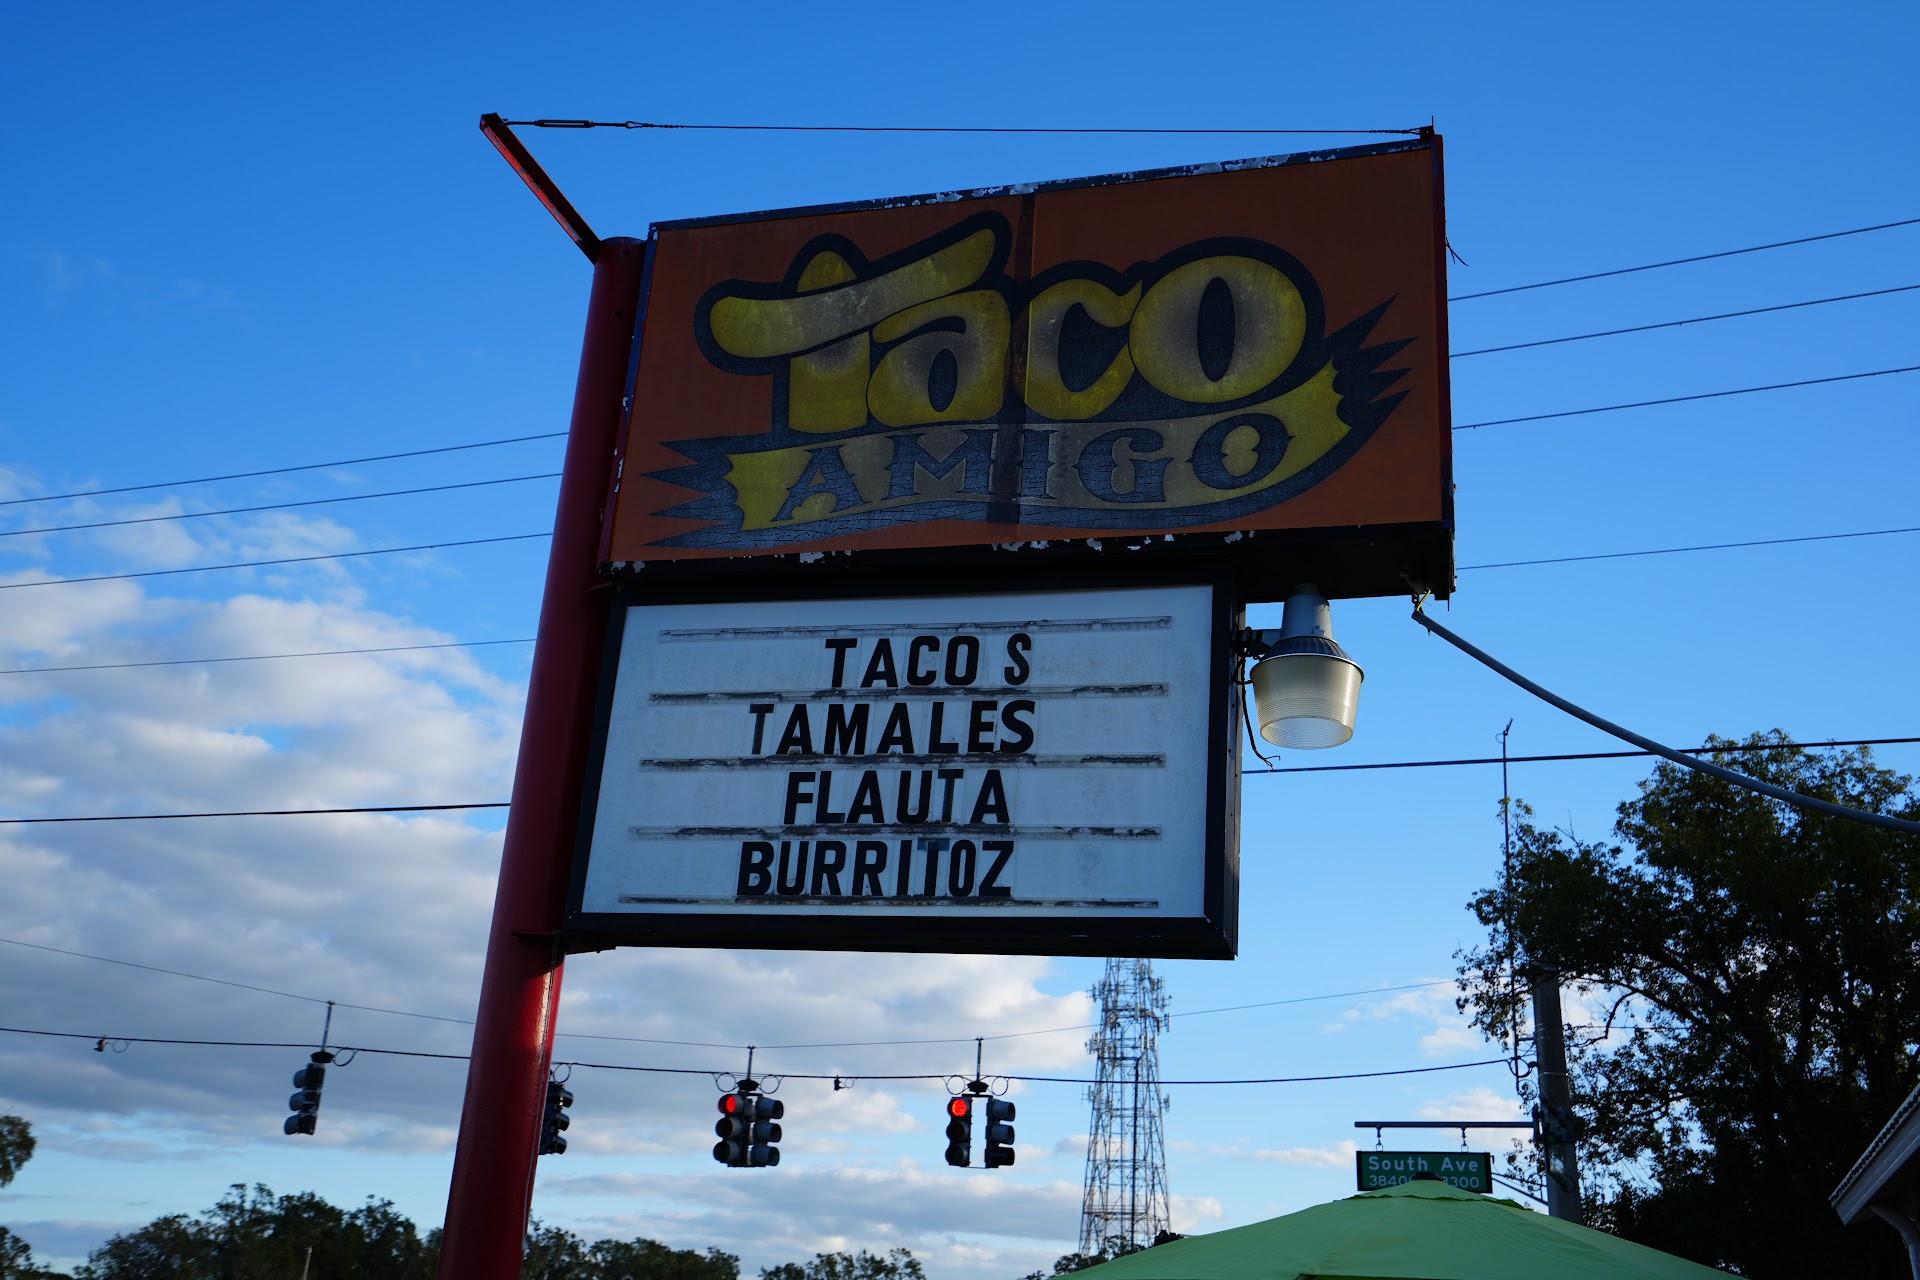 Taco
AMIGO
TACO S
TAMALES
FLAUTA
BURRITOZ
South Ave